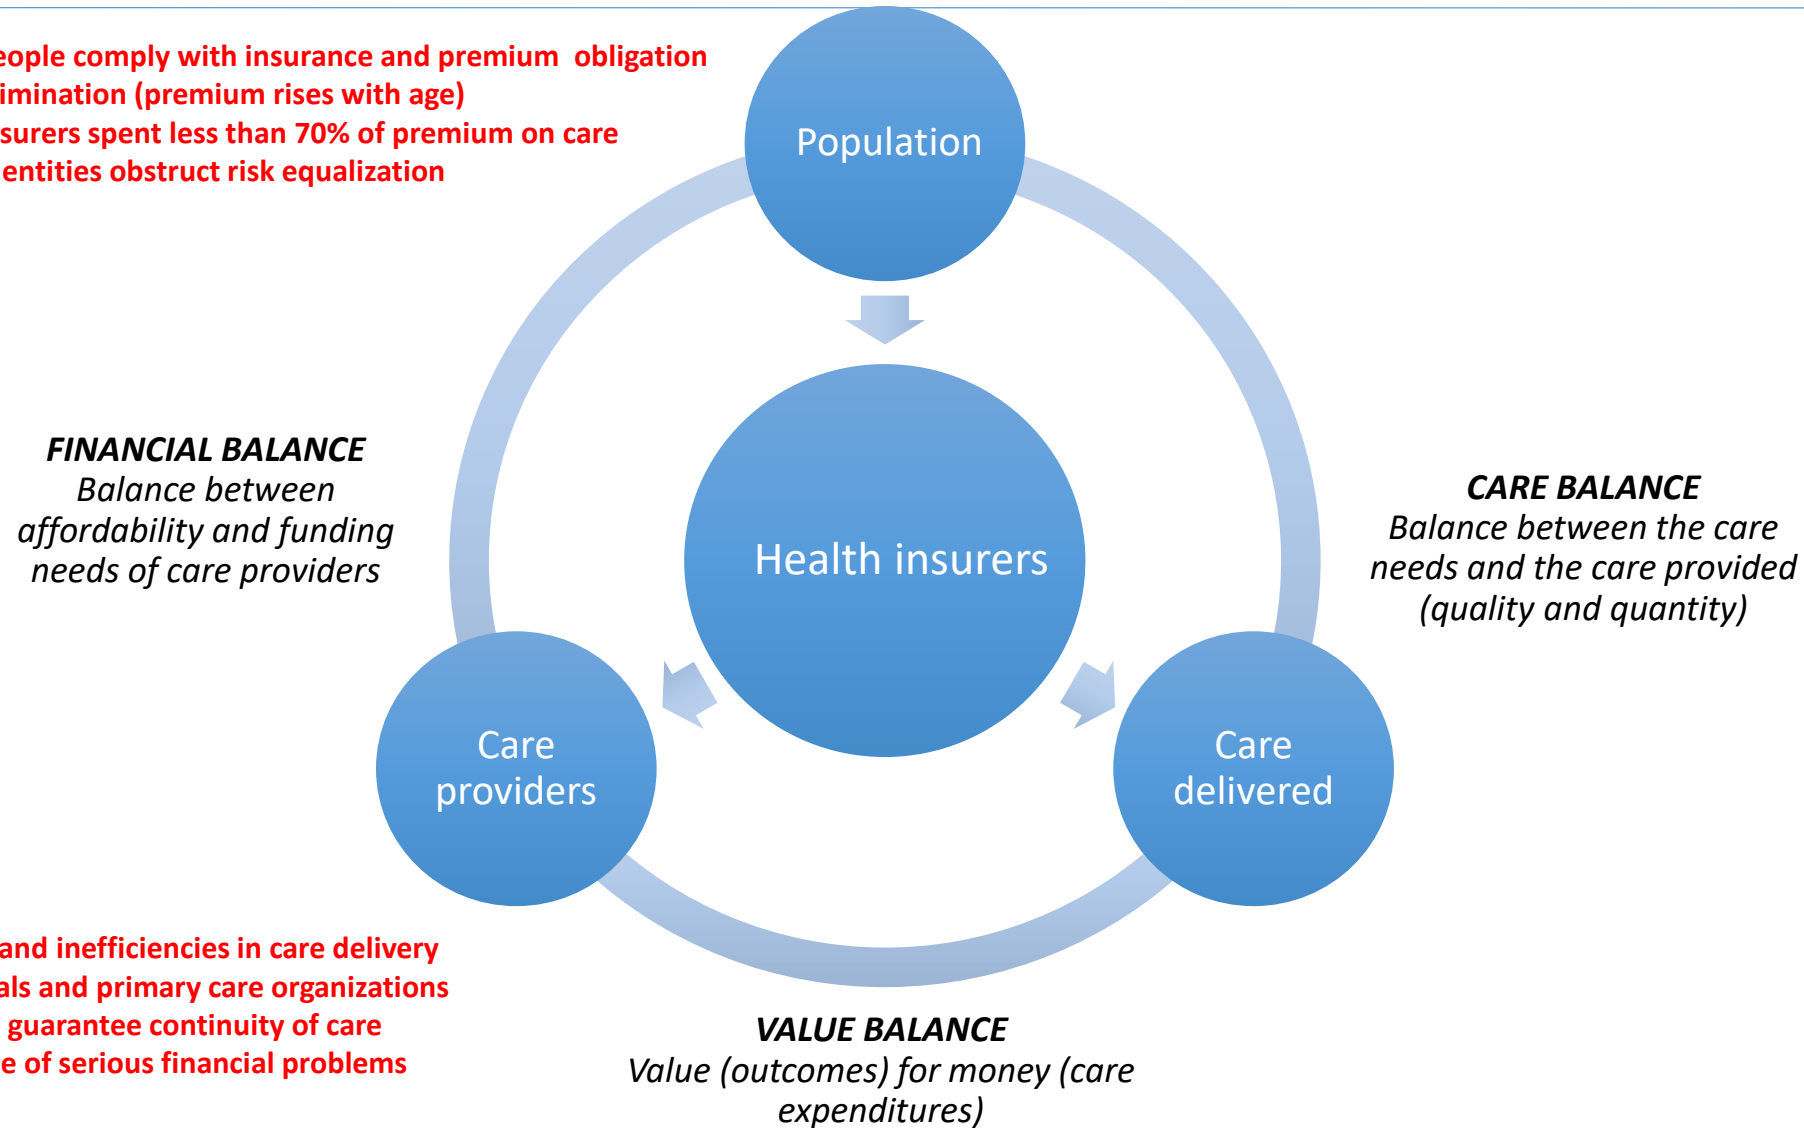 eople comply with insurance and premium obligation
rimination (premium rises with age)
nsurers spent less than 70% of premium on care
entities obstruct risk equalization
Population
FINANCIAL BALANCE
Balance between
affordability and funding
needs of care providers
Health insurers
CARE BALANCE
Balance between the care
needs and the care provided
(quality and quantity)
Care
providers
Care
delivered
and inefficiencies in care delivery
als and primary care organizations
guarantee continuity of care
e of serious financial problems
VALUE BALANCE
Value (outcomes) for money (care
expenditures)